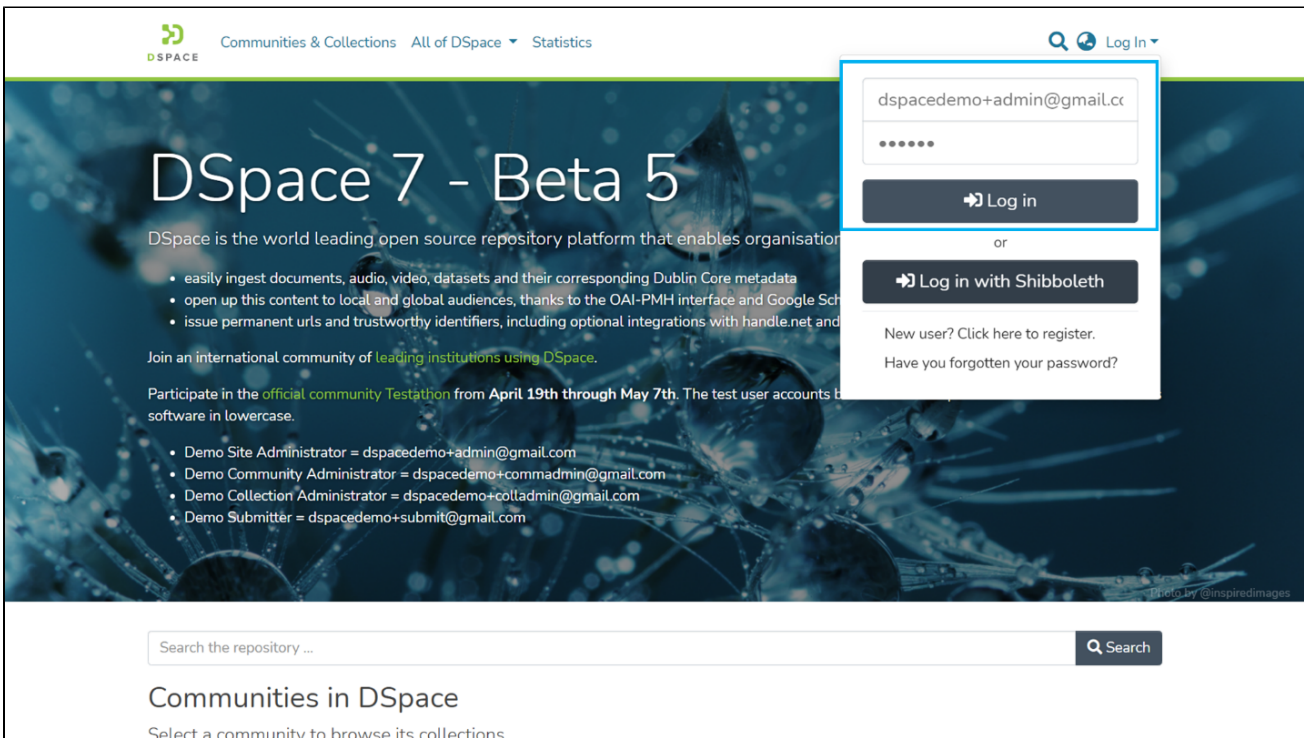 DSPACE
Communities & Collections All of DSpace Statistics
Log In
dspacedemo+admin@gmail.co
••••••
Log in
or
Log in with Shibboleth
New user? Click here to register.
Have you forgotten your password?
DSpace 7 - Beta 5
DSpace is the world leading open source repository platform that enables organisation
• easily ingest documents, audio, video, datasets and their corresponding Dublin Core metadata
• open up this content to local and global audiences, thanks to the OAI-PMH interface and Google Sch
• issue permanent urls and trustworthy identifiers, including optional integrations with handle.net and
Join an international community of leading institutions using DSpace.
Participate in the official community Testathon from April 19th through May 7th. The test user accounts
software in lowercase.
• Demo Site Administrator = dspacedemo+admin@gmail.com
• Demo Community Administrator = dspacedemo+commadmin@gmail.com
• Demo Collection Administrator = dspacedemo+colladmin@gmail.com
• Demo Submitter = dspacedemo+submit@gmail.com
Photo by @inspiredimages
Search the repository ...
Search
Communities in DSpace
Select a community to browse its collections